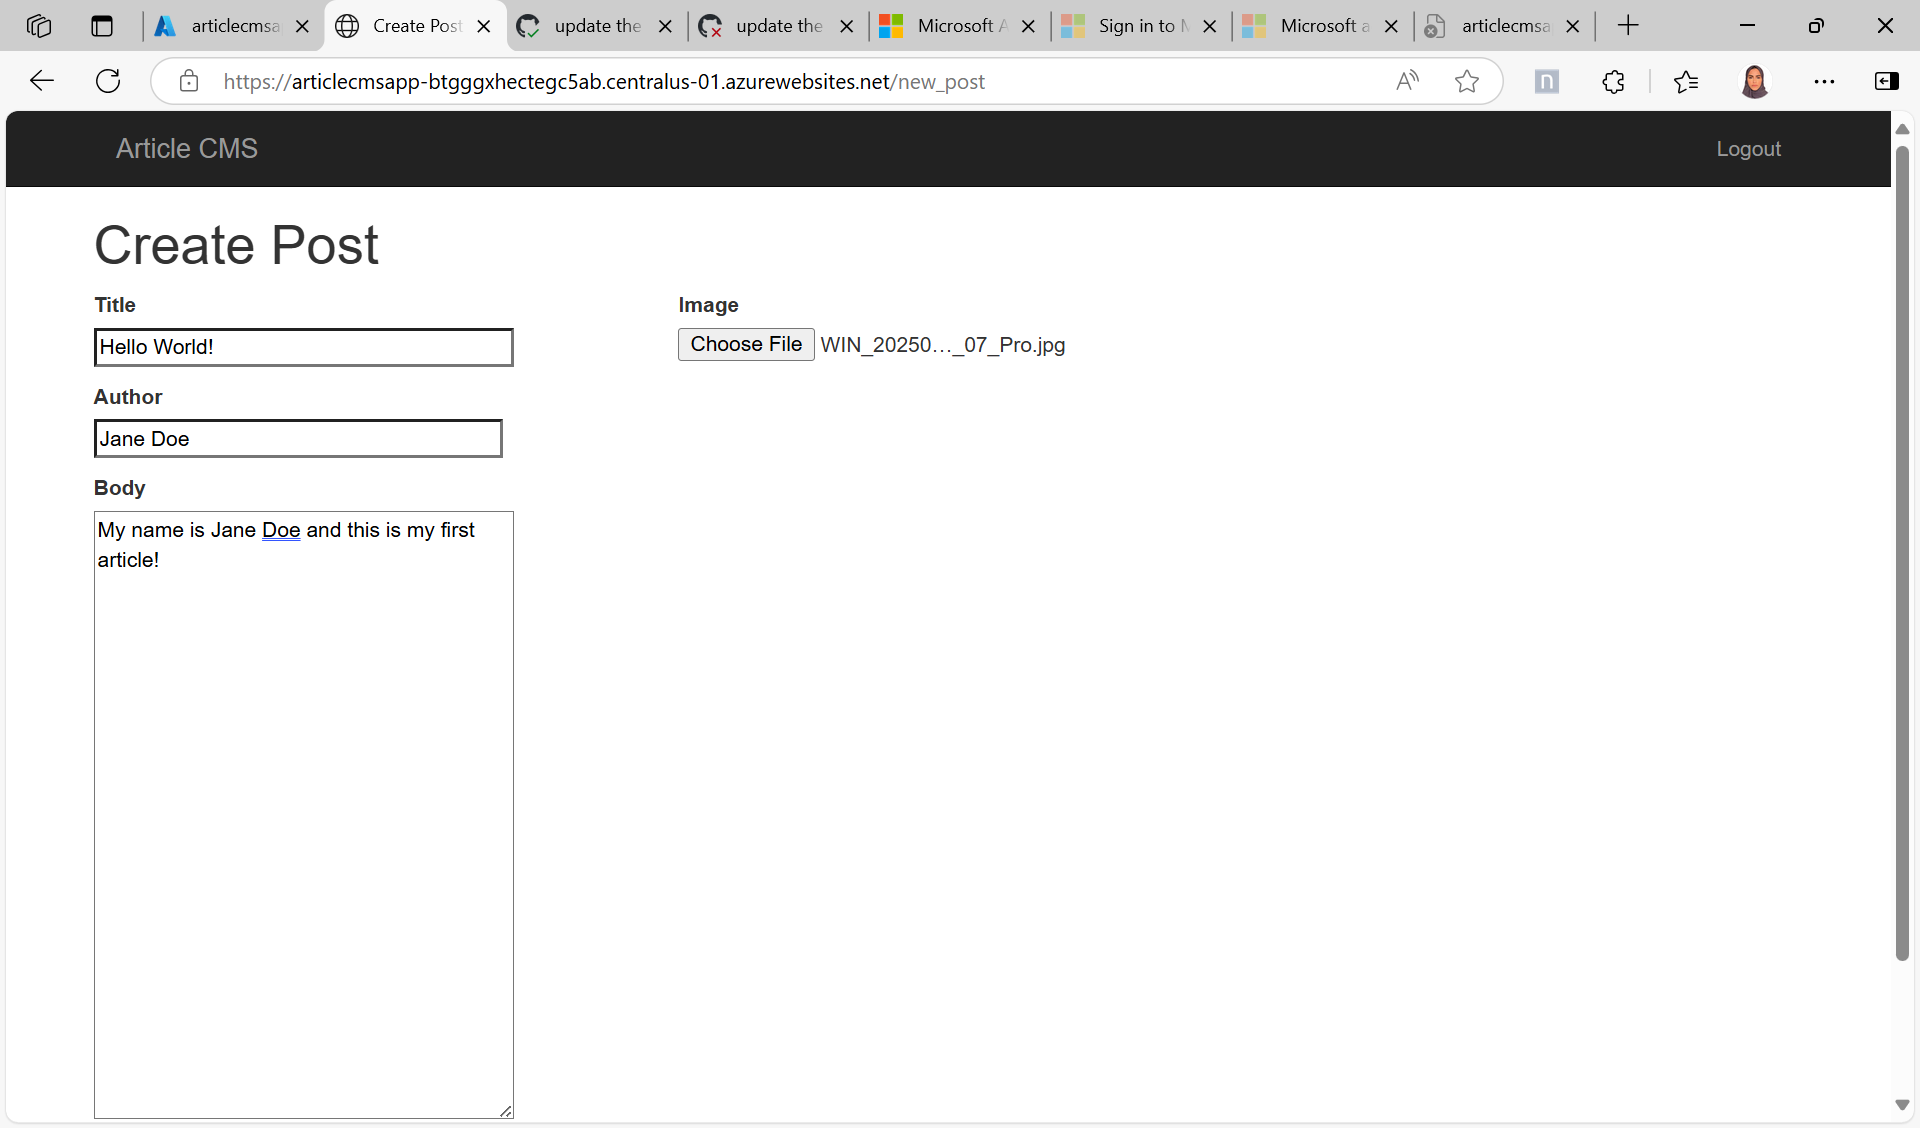 articlecmsa
Create Post
update the
update the
Microsoft A
Sign in to M
Microsoft a
articlecmsa
https://articlecmsapp-btgggxhectegc5ab.centralus-01.azurewebsites.net/new_post
Article CMS
Logout
Create Post
Title
Image
Hello World!
Choose File WIN_20250..._07_Pro.jpg
Author
Jane Doe
Body
My name is Jane Doe and this is my first
article!